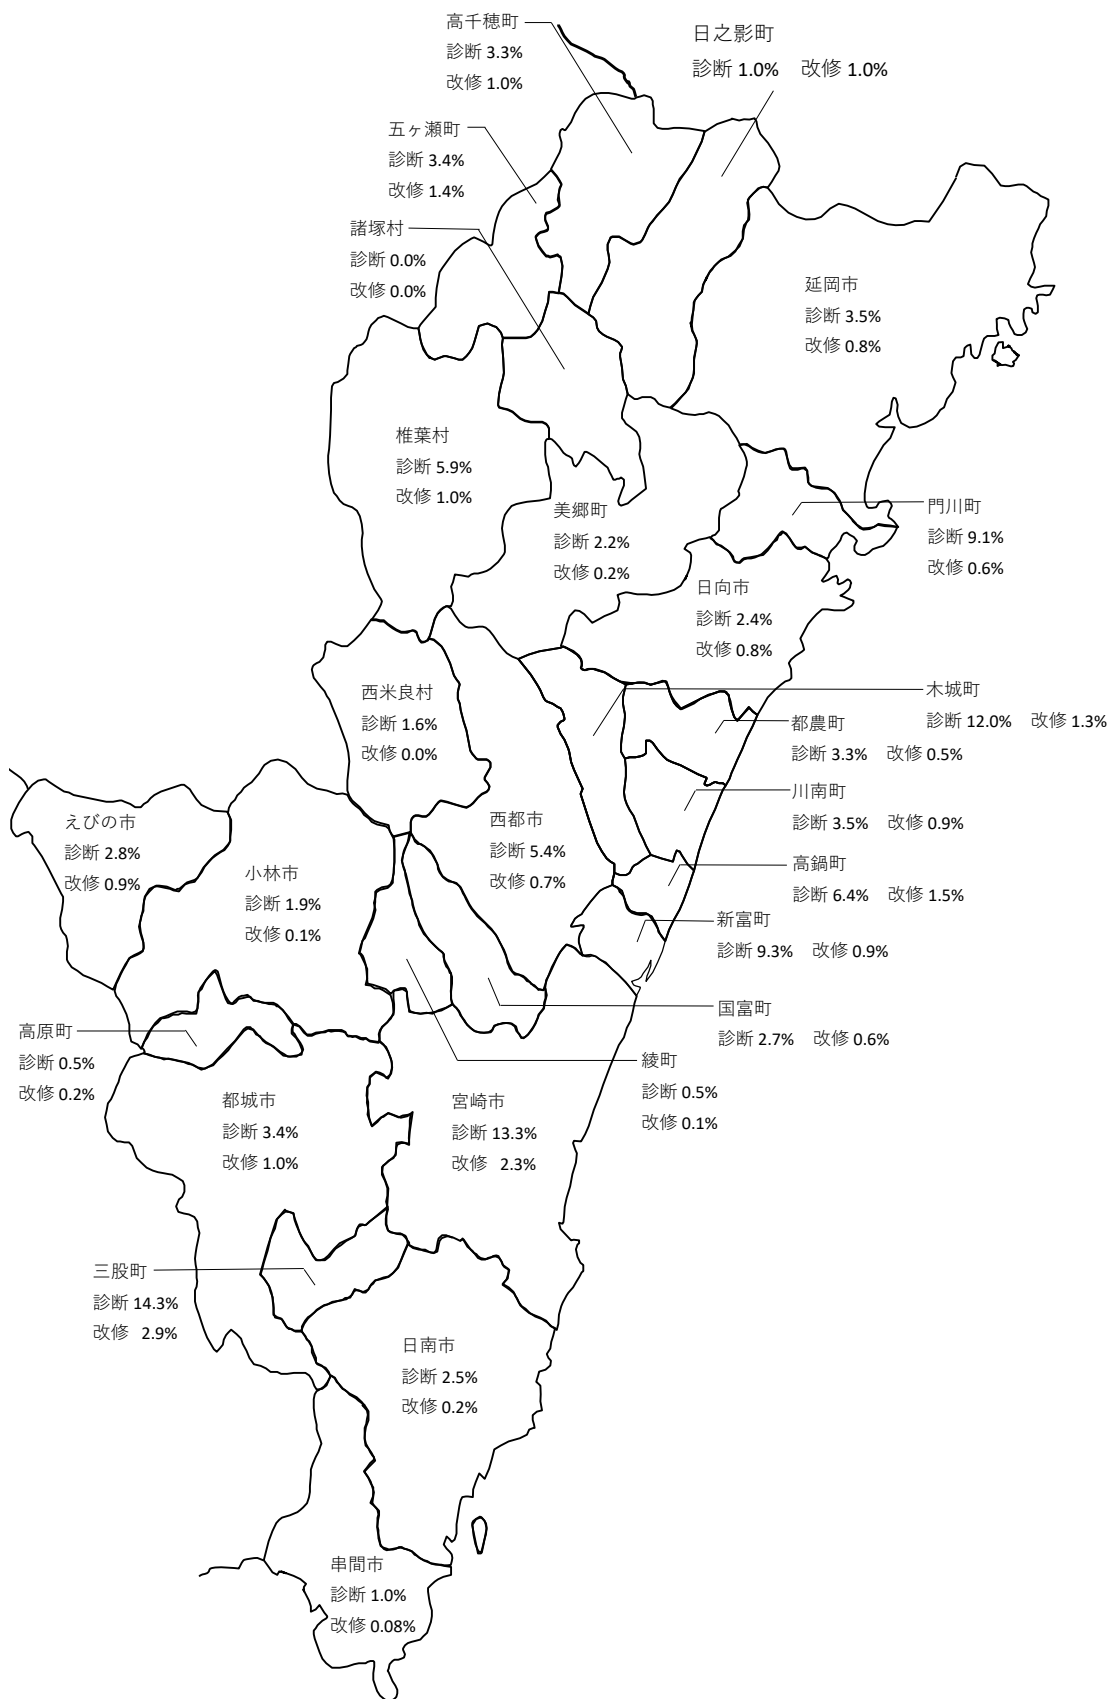 高千穂町
診断 3.3%
改修 1.0%
日之影町
診断 1.0% 改修 1.0%
五ヶ瀬町
診断 3.4%
改修 1.4%
諸塚村
診断 0.0%
改修 0.0%
延岡市
診断 3.5%
改修 0.8%
椎葉村
診断 5.9%
改修 1.0%
美郷町
診断 2.2%
改修 0.2%
門川町
診断 9.1%
改修 0.6%
日向市
診断 2.4%
改修 0.8%
西米良村
診断 1.6%
改修 0.0%
木城町
診断 12.0% 改修 1.3%
都農町
診断 3.3% 改修 0.5%
川南町
診断 3.5% 改修 0.9%
えびの市
診断 2.8%
改修 0.9%
西都市
診断 5.4%
改修 0.7%
小林市
診断 1.9%
改修 0.1%
高鍋町
診断 6.4% 改修 1.5%
新富町
診断 9.3% 改修 0.9%
国富町
診断 2.7% 改修 0.6%
高原町
診断 0.5%
改修 0.2%
綾町
診断 0.5%
改修 0.1%
都城市
診断 3.4%
改修 1.0%
宮崎市
診断 13.3%
改修 2.3%
三股町
診断 14.3%
改修 2.9%
日南市
診断 2.5%
改修 0.2%
串間市
診断 1.0%
改修 0.08%